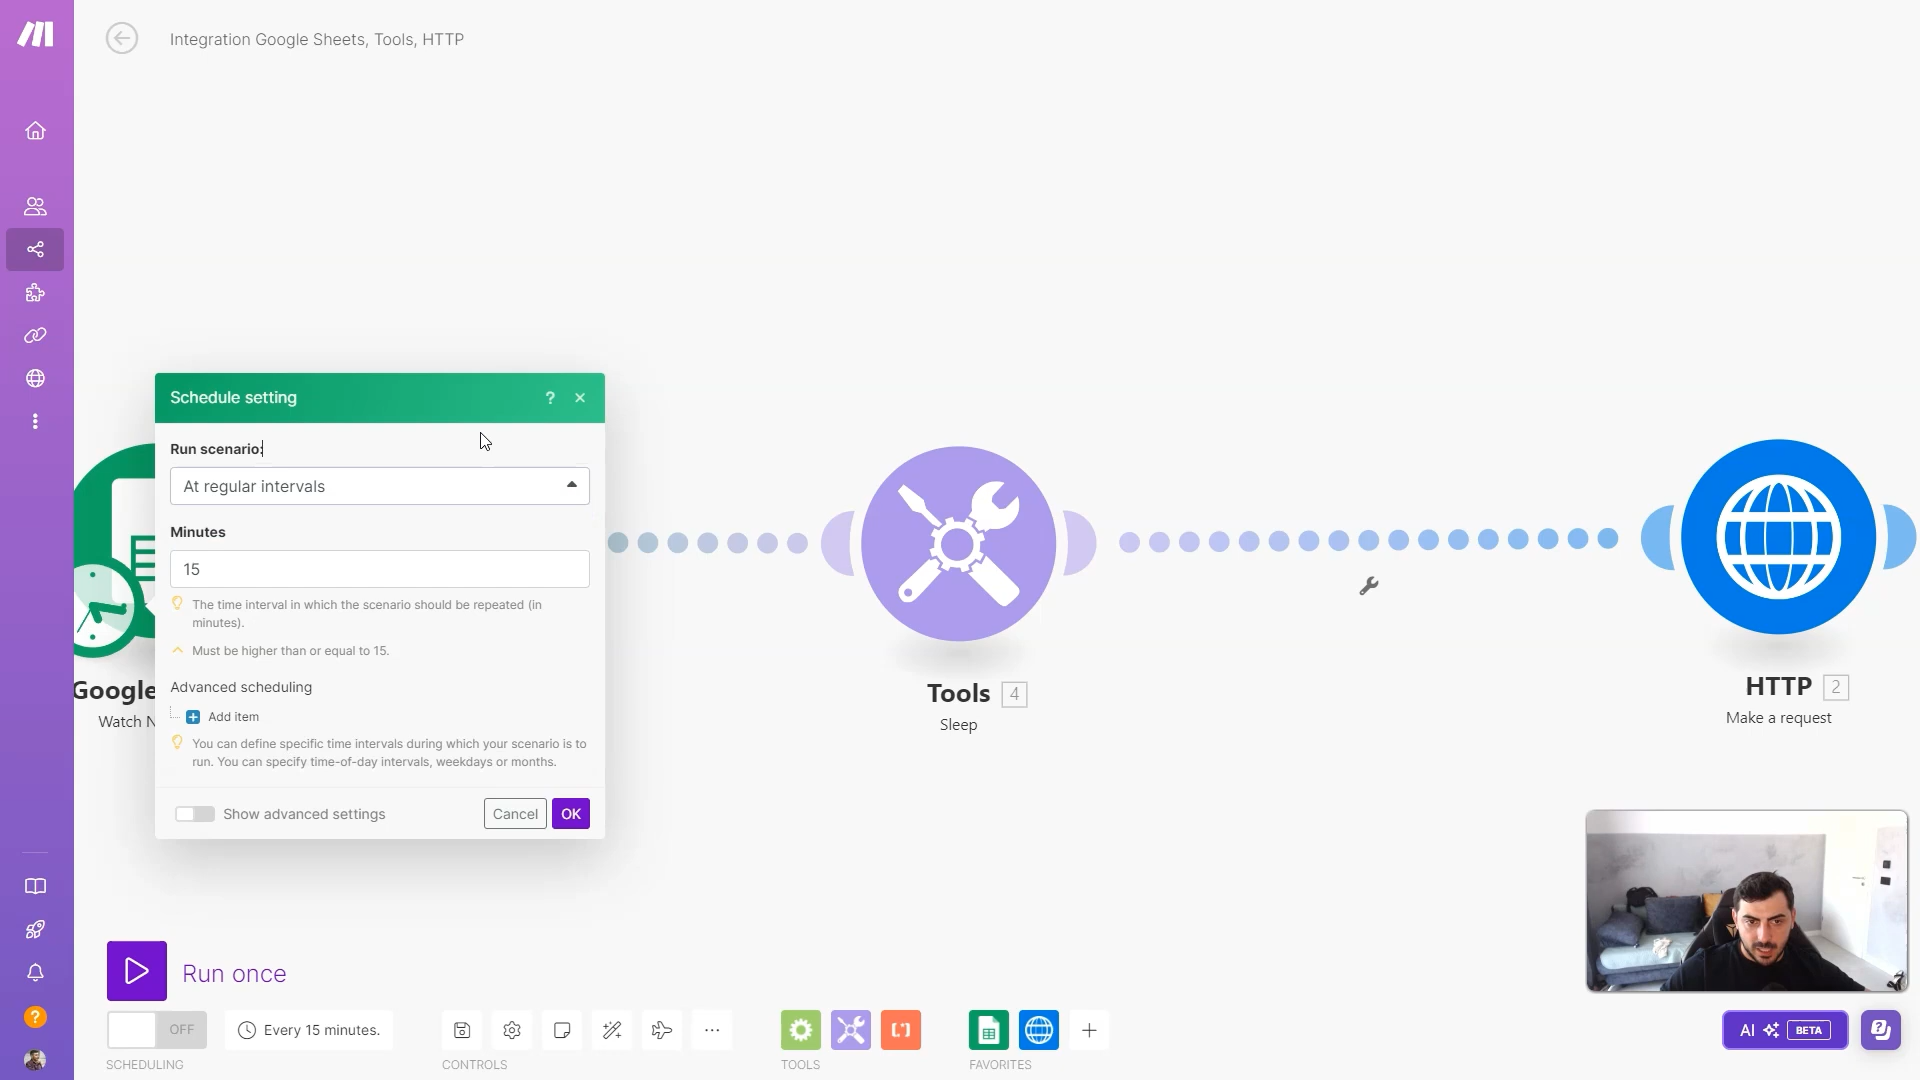 Integration Google Sheets, Tools, HTTP
Schedule setting
?
Run scenario:
At regular intervals
Minutes
15
The time interval in which the scenario should be repeated (in
minutes).
Must be higher than or equal to 15.
Advanced scheduling
Add item
You can define specific time intervals during which your scenario is to
run. You can specify time-of-day intervals, weekdays or months.
Show advanced settings
Cancel
OK
Google
Watch N
Tools 4
Sleep
HTTP 2
Make a request
Run once
OFF
Every 15 minutes.
SCHEDULING
CONTROLS
TOOLS
FAVORITES
AI BETA
?